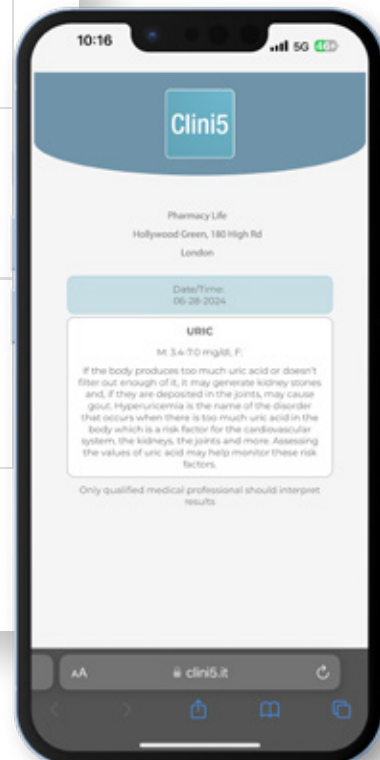 10:16
5G
Clini5
Pharmacy Life
Hollywood Green, 180 High Rd
London
Date/Time:
06-28-2024
URIC
M: 3.4-7.0 mg/dl, F:
If the body produces too much uric acid or doesn't
filter out enough of it, it may generate kidney stones
and, if they are deposited in the joints, may cause
gout. Hyperuricemia is the name of the disorder
that occurs when there is too much uric acid in the
body which is a risk factor for the cardiovascular
system, the kidneys, the joints and more. Assessing
the values of uric acid may help monitor these risk
factors.
Only qualified medical professional should interpret
results
AA clini5.it